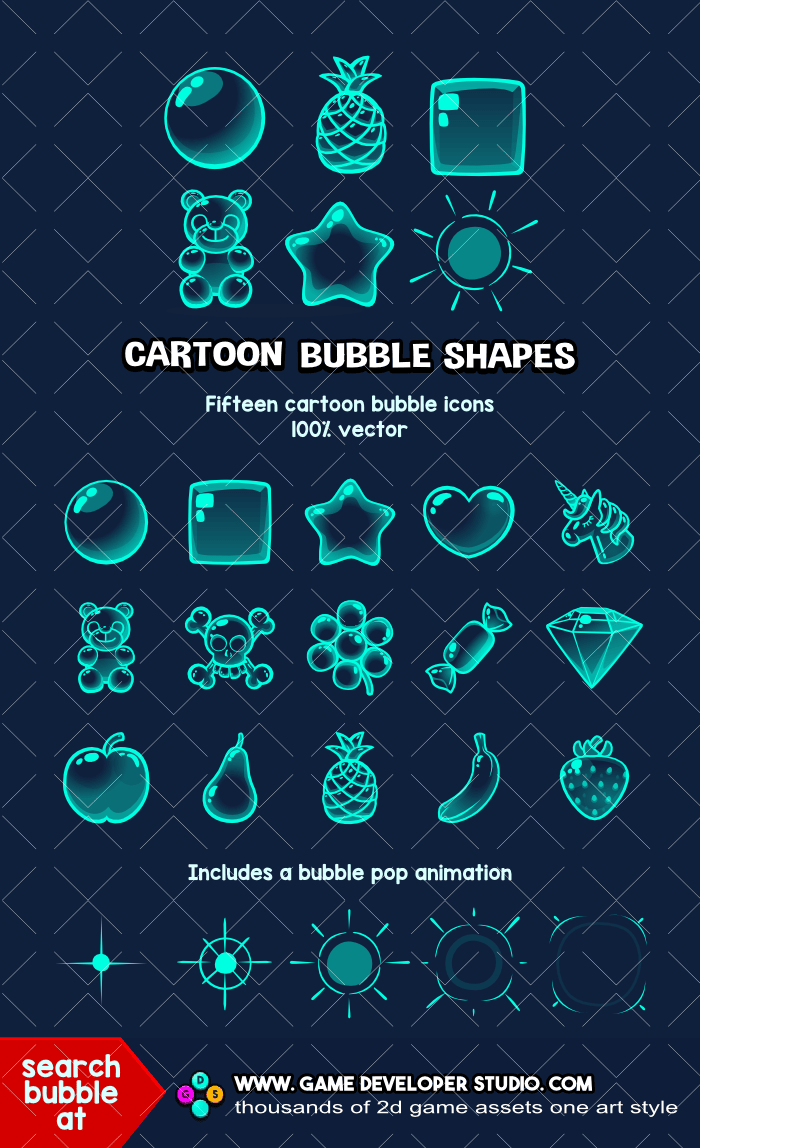 CARTOON BUBBLE SHAPES
Fifteen cartoon bubble icons
100% vector
Includes a bubble pop animation
search
bubble
at
D
G S
WWW. GAME DEVELOPER STUDIO. COM
thousands of 2d game assets one art style